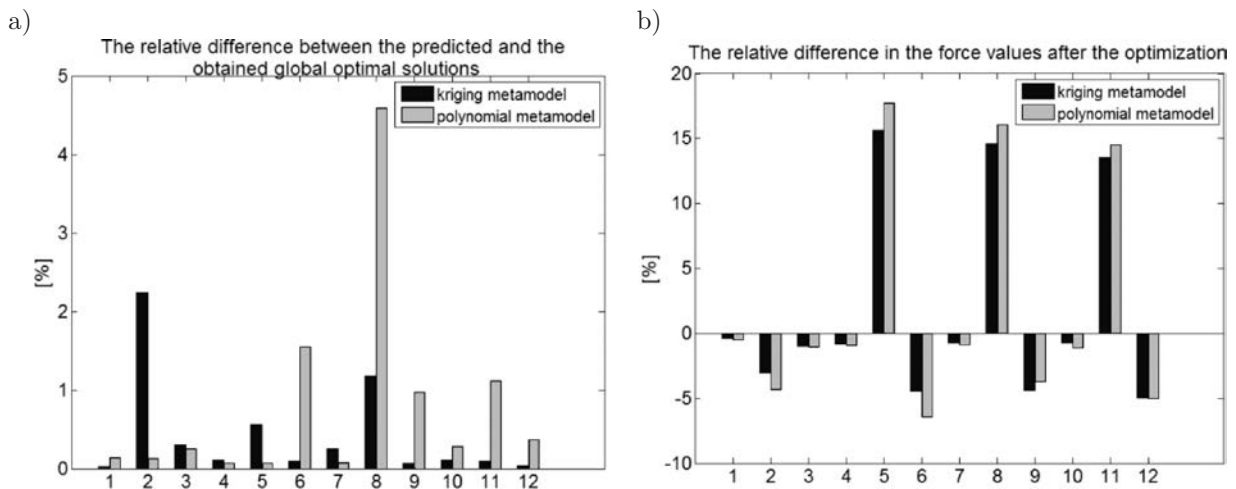 a)
The relative difference between the predicted and the
obtained global optimal solutions
5
4
3
2
1
0
[%]
kriging metamodel
polynomial metamodel
1 2 3 4 5 6 7 8 9 10 11 12
b)
The relative difference in the force values after the optimization
20
15
10
5
0
-5
-10
[%]
kriging metamodel
polynomial metamodel
1 2 3 4 5 6 7 8 9 10 11 12